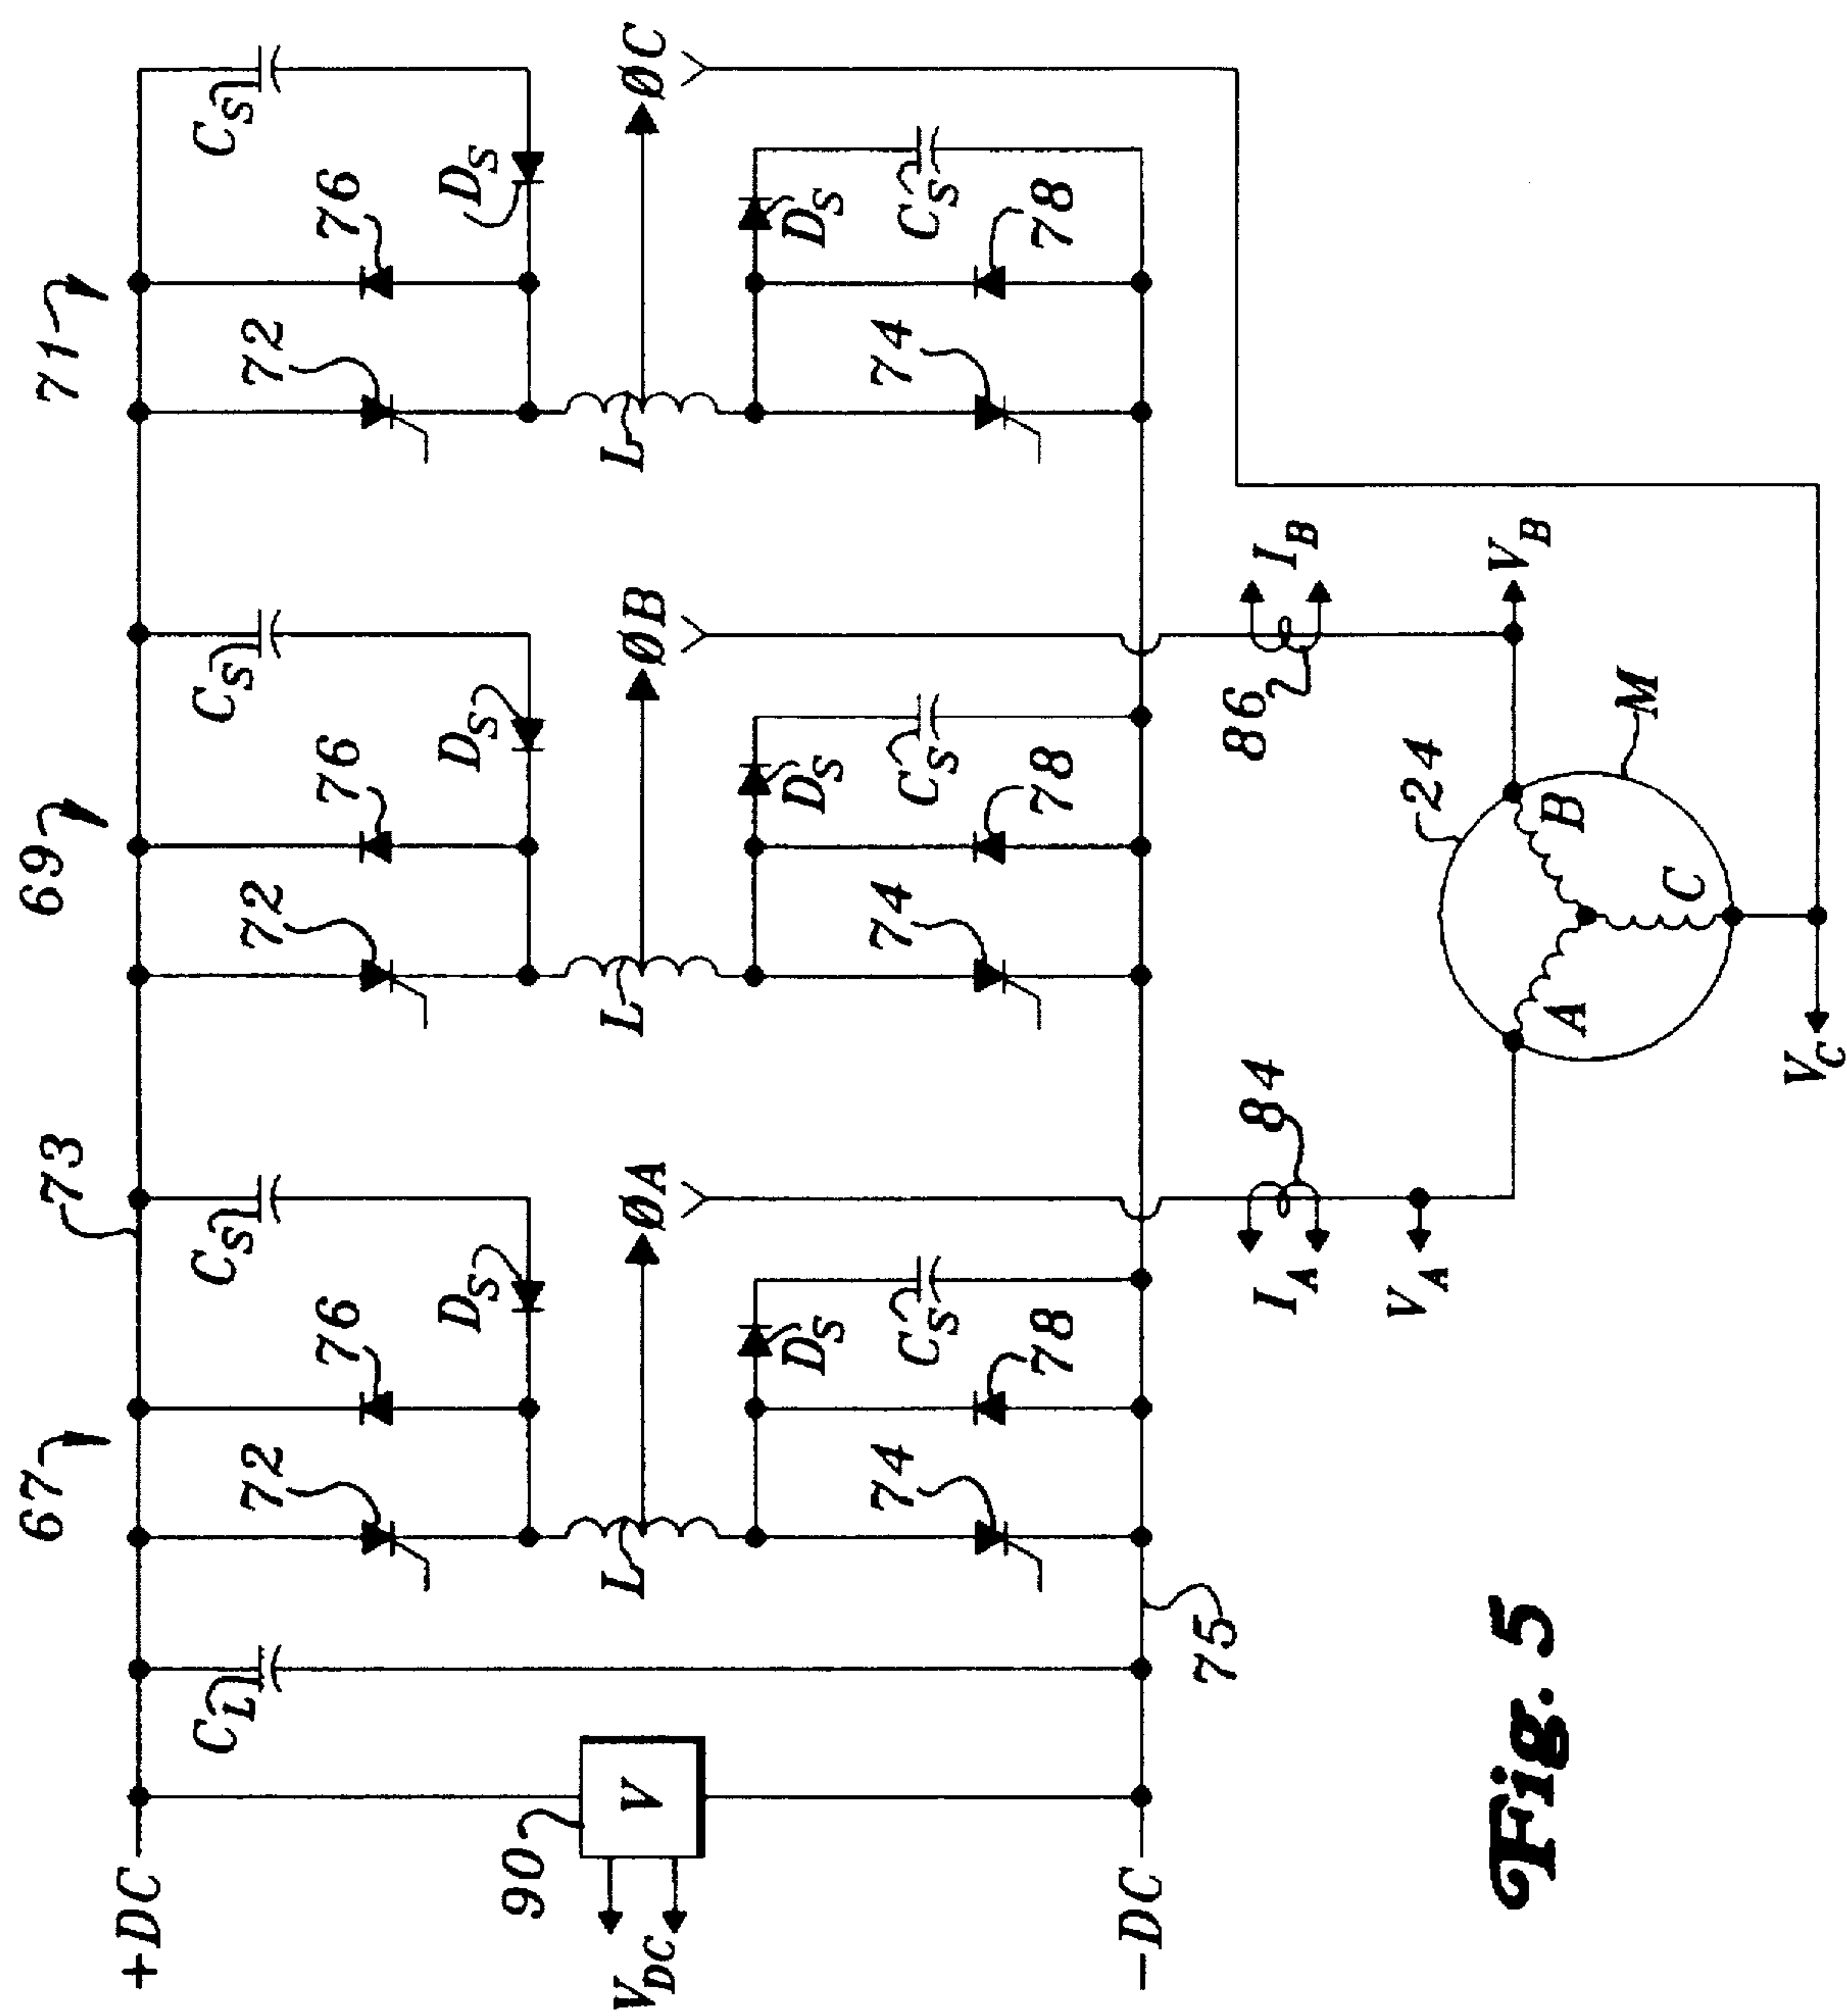 67
69
71
73
+DC
C_L
72
76
C_S
72
76
C_S
72
76
C_S
D_S
D_S
D_S
90
V
V_DC
L
ØA
L
ØB
L
ØC
D_S
D_S
D_S
74
78
C_S
74
78
C_S
74
78
C_S
-DC
75
I_A
84
86
I_B
V_A
V_B
24
M
A
B
C
V_C
Fig. 5